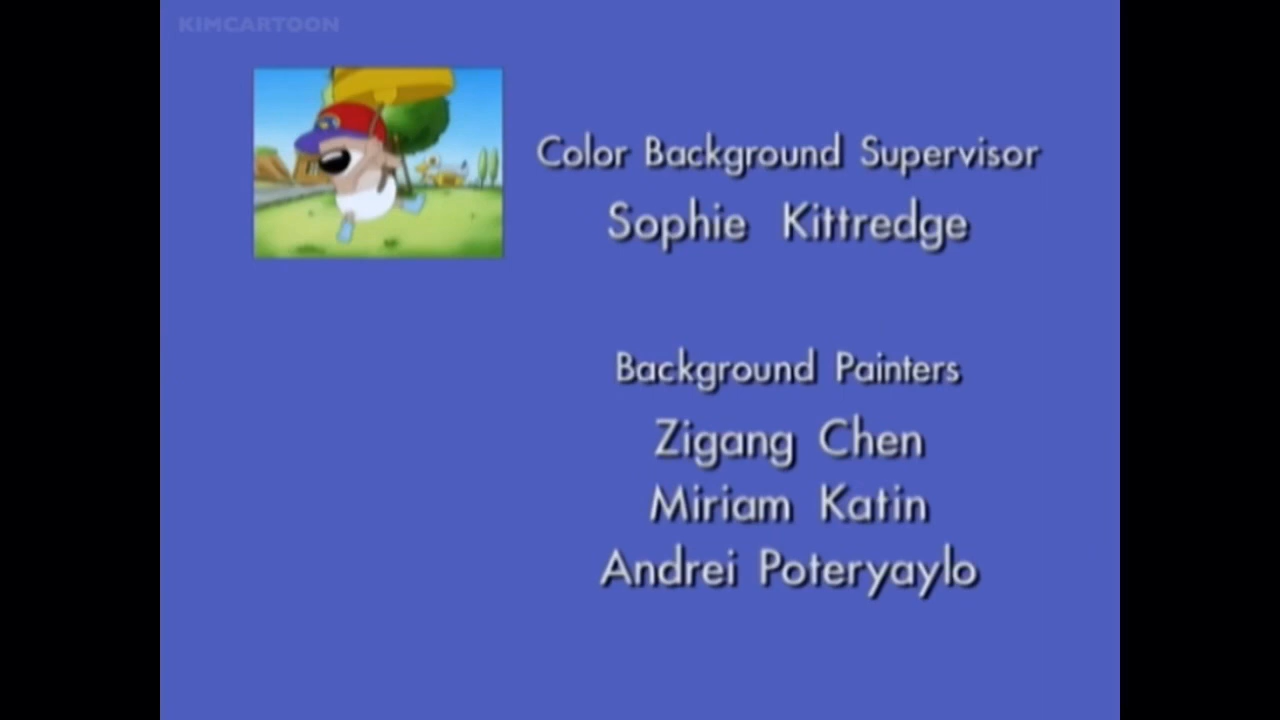 KIMCARTOON
Color Background Supervisor
Sophie Kittredge
Background Painters
Zigang Chen
Miriam Katin
Andrei Poteryaylo